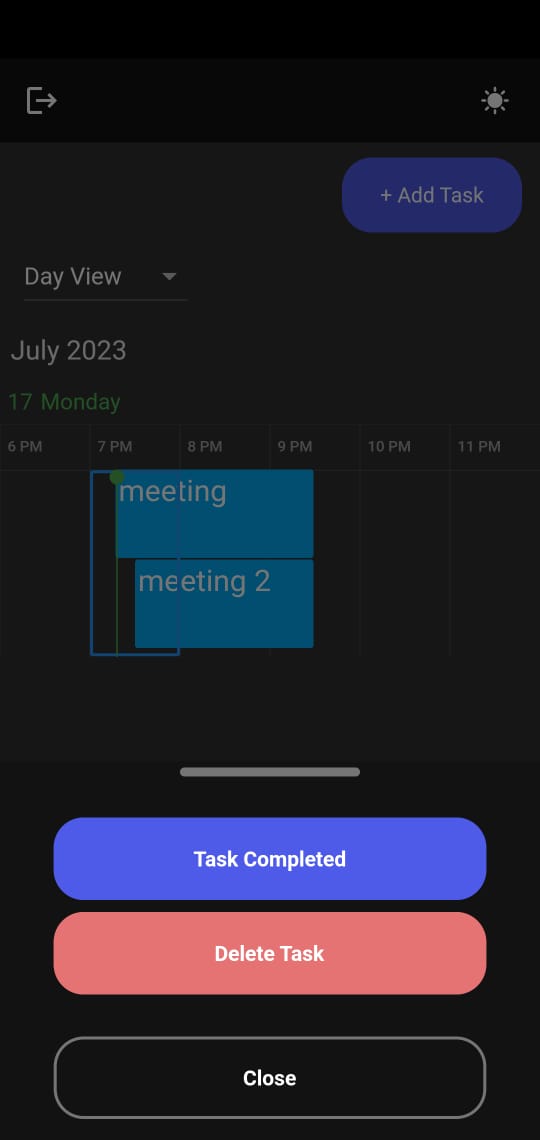 + Add Task
Day View
July 2023
17 Monday
6 PM 7 PM 8 PM 9 PM 10 PM 11 PM
meeting
meeting 2
Task Completed
Delete Task
Close